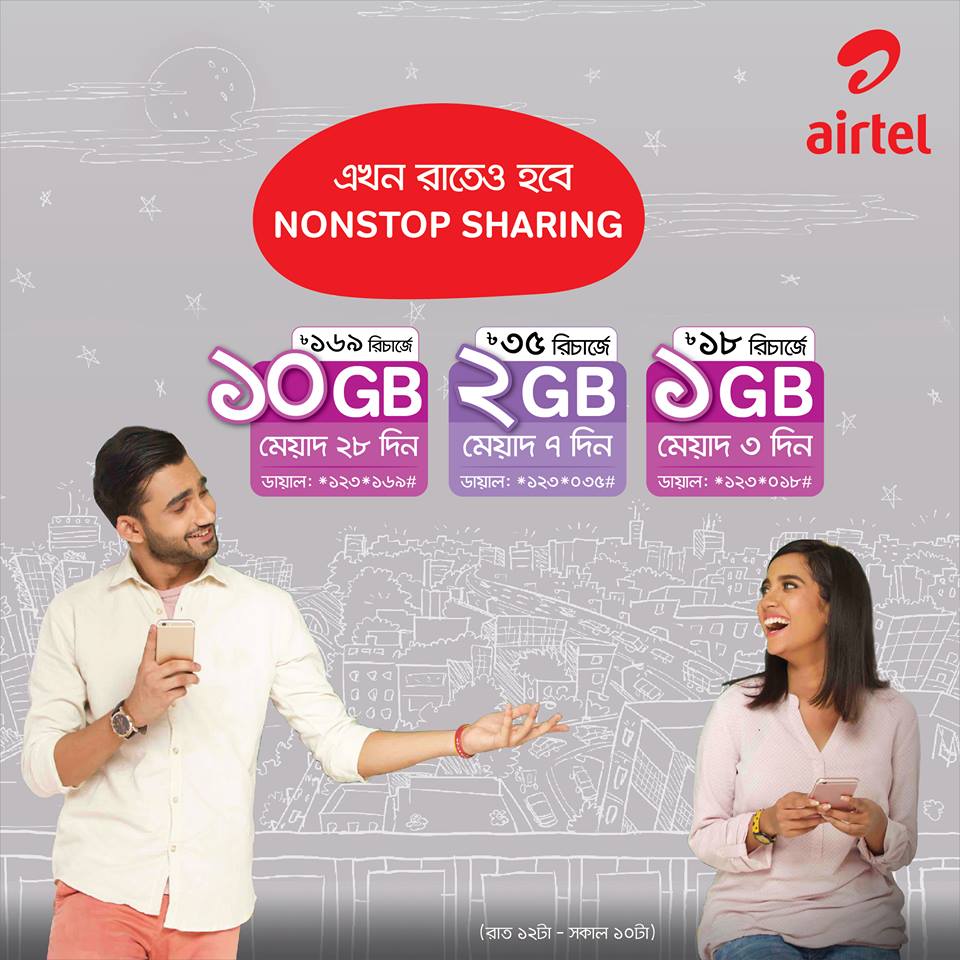 airtel
এখন রাতেও হবে
NONSTOP SHARING
৳১৬৯ রিচার্জে
১০GB
মেয়াদ ২৮ দিন
ডায়াল: *১২৩*১৬৯#
৳৩৫ রিচার্জে
২GB
মেয়াদ ৭ দিন
ডায়াল: *১২৩*০৩৫#
৳১৮ রিচার্জে
১GB
মেয়াদ ৩ দিন
ডায়াল: *১২৩*০১৮#
(রাত ১২টা - সকাল ১০টা)